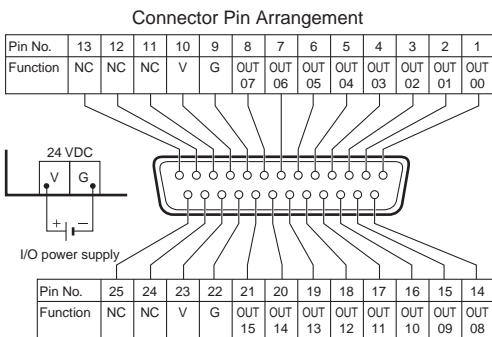 Connector Pin Arrangement
Pin No. 13 12 11 10 9 8 7 6 5 4 3 2 1
Function NC NC NC V G OUT 07 OUT 06 OUT 05 OUT 04 OUT 03 OUT 02 OUT 01 OUT 00
24 VDC
V G
+ −
I/O power supply
Pin No. 25 24 23 22 21 20 19 18 17 16 15 14
Function NC NC V G OUT 15 OUT 14 OUT 13 OUT 12 OUT 11 OUT 10 OUT 09 OUT 08